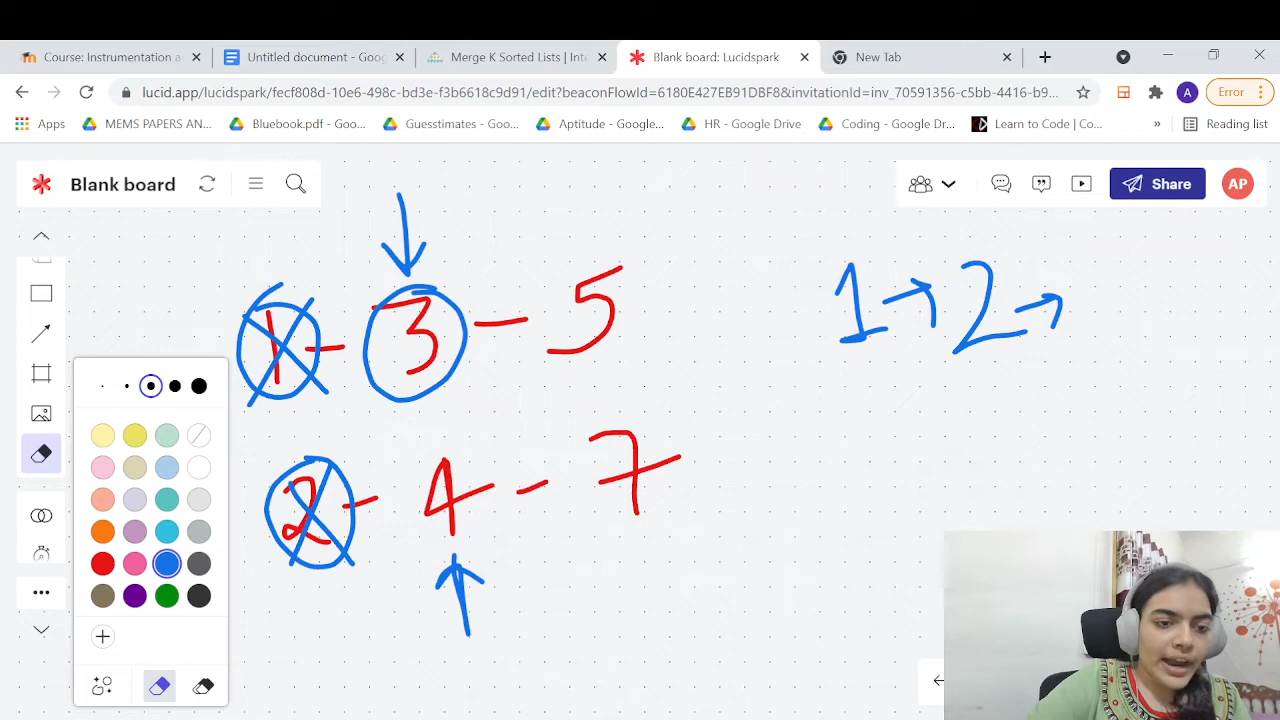 Course: Instrumentation a
Untitled document - Goog
Merge K Sorted Lists | Inte
Blank board: Lucidspark
New Tab
lucid.app/lucidspark/fecf808d-10e6-498c-bd3e-f3b6618c9d91/edit?beaconFlowId=6180E427EB91DBF8&invitationId=inv_70591356-c5bb-4416-b9...
A
Error
Apps
MEMS PAPERS AN...
Bluebook.pdf - Goo...
Guesstimates - Goo...
Aptitude - Google...
HR - Google Drive
Coding - Google Dr...
Learn to Code | Co...
»
Reading list
Blank board
Share
AP
1 - 3 - 5
1 → 2 →
2 - 4 - 7